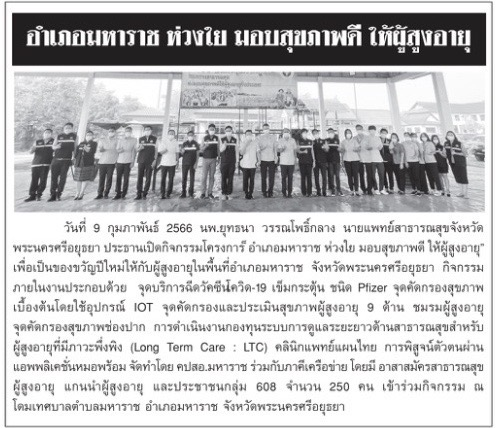 อำเภอมหาราช ห่วงใย มอบสุขภาพดี ให้ผู้สูงอายุ
วันที่ 9 กุมภาพันธ์ 2566 นพ.ยุทธนา วรรณโพธิ์กลาง นายแพทย์สาธารณสุขจังหวัด
พระนครศรีอยุธยา ประธานเปิดกิจกรรมโครงการ์ อำเภอมหาราช ห่วงใย มอบสุขภาพดี ให้ผู้สูงอายุ"
เพื่อเป็นของขวัญปีใหม่ให้กับผู้สูงอายุในพื้นที่อำเภอมหาราช จังหวัดพระนครศรีอยุธยา กิจกรรม
ภายในงานประกอบด้วย จุดบริการฉีดวัคซีนโควิด-19 เข็มกระตุ้น ชนิด Pfizer จุดคัดกรองสุขภาพ
เบื้องต้นโดยใช้อุปกรณ์ IOT จุดคัดกรองและประเมินสุขภาพผู้สูงอายุ 9 ด้าน ชมรมผู้สูงอายุ
จุดคัดกรองสุขภาพช่องปาก การดำเนินงานกองทุนระบบการดูแลระยะยาวด้านสาธารณสุขสำหรับ
ผู้สูงอายุที่มีภาวะพึ่งพิง (Long Term Care : LTC) คลินิกแพทย์แผนไทย การพิสูจน์ตัวตนผ่าน
แอพพลิเคชั่นหมอพร้อม จัดทำโดย คปสอ.มหาราช ร่วมกับภาคีเครือข่าย โดยมี อาสาสมัครสาธารณสุข
ผู้สูงอายุ แกนนำผู้สูงอายุ และประชาชนกลุ่ม 608 จำนวน 250 คน เข้าร่วมกิจกรรม ณ
โดมเทศบาลตำบลมหาราช อำเภอมหาราช จังหวัดพระนครศรีอยุธยา